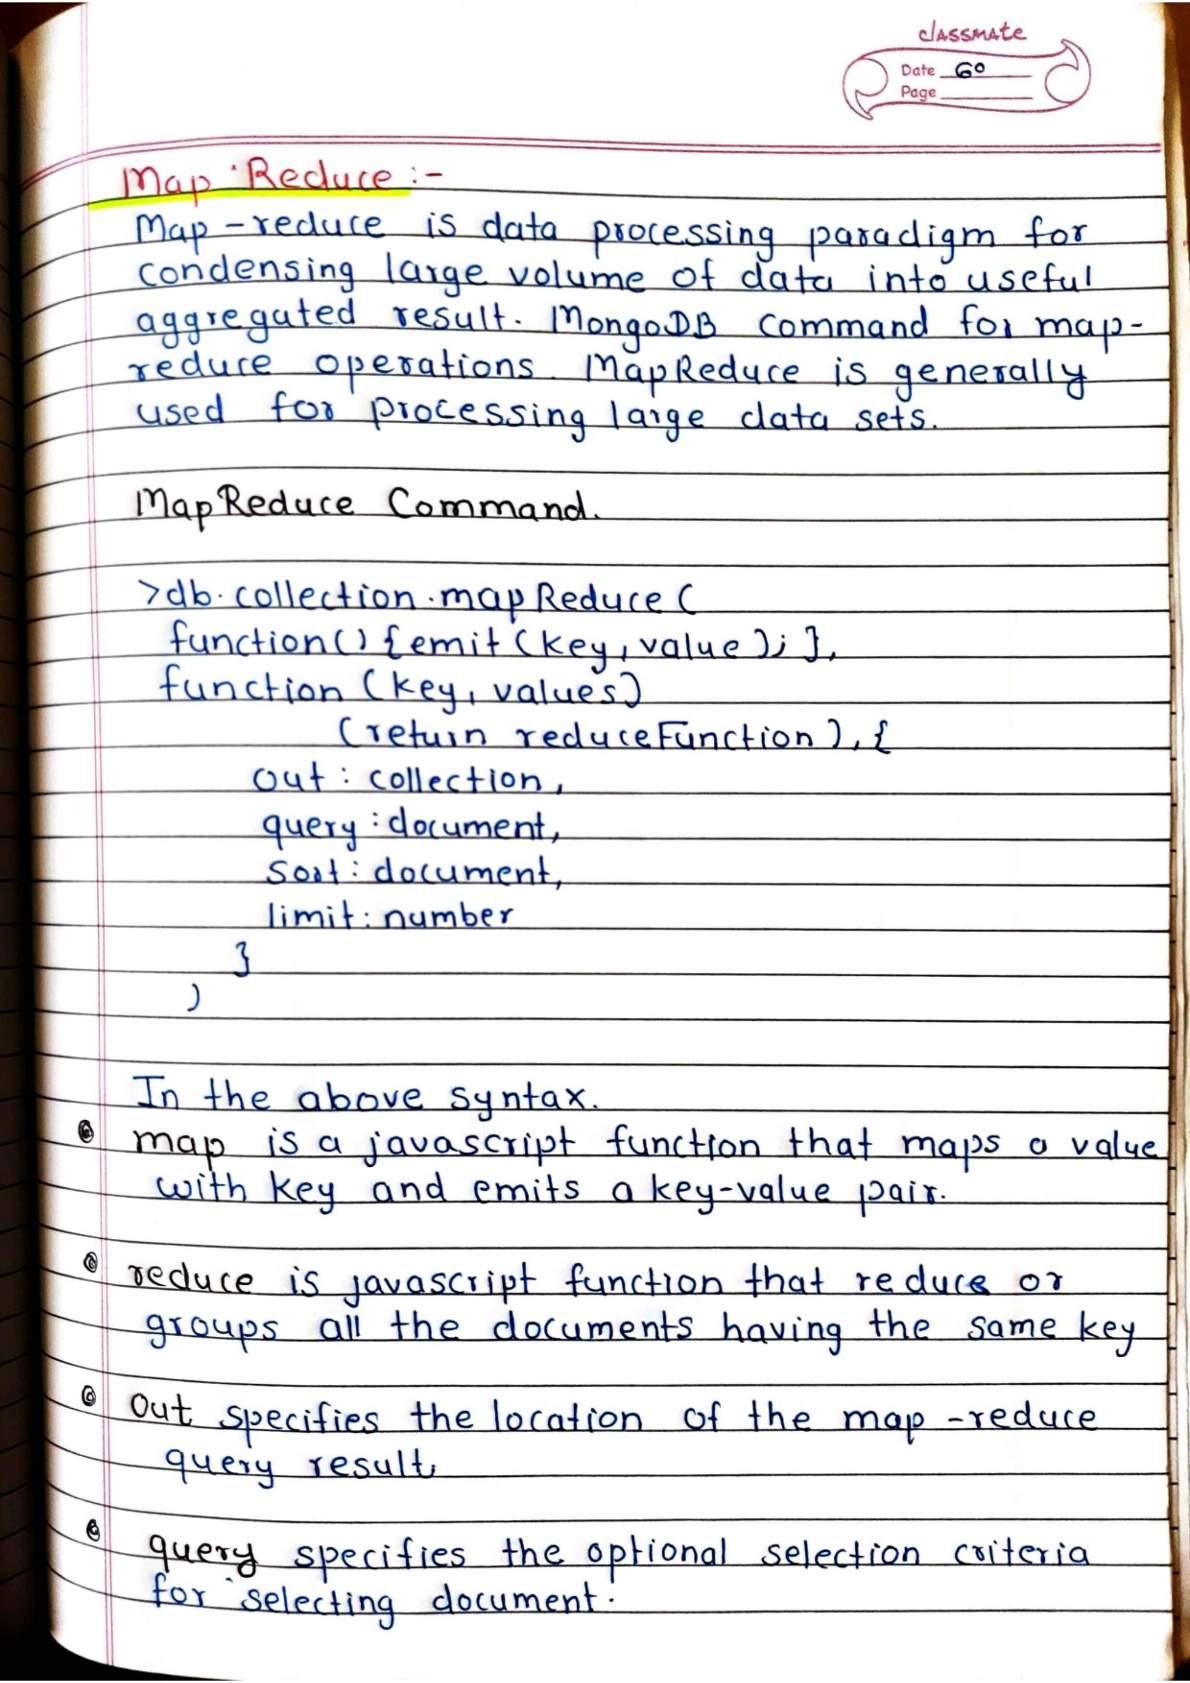 classmate
Date 60
Page
Map Reduce :-
Map-reduce is data processing paradigm for
condensing large volume of data into useful
aggregated result. MongoDB command for map-
reduce operations. MapReduce is generally
used for processing large data sets.
MapReduce Command.
>db.collection.mapReduce(
function() {emit(key, value); },
function (key, values)
(return reduceFunction), {
out : collection,
query : document,
sort : document,
limit : number
}
)
In the above syntax.
map is a javascript function that maps a value
with key and emits a key-value pair.
reduce is javascript function that reduce or
groups all the documents having the same key
out specifies the location of the map-reduce
query result,
query specifies the optional selection criteria
for selecting document.